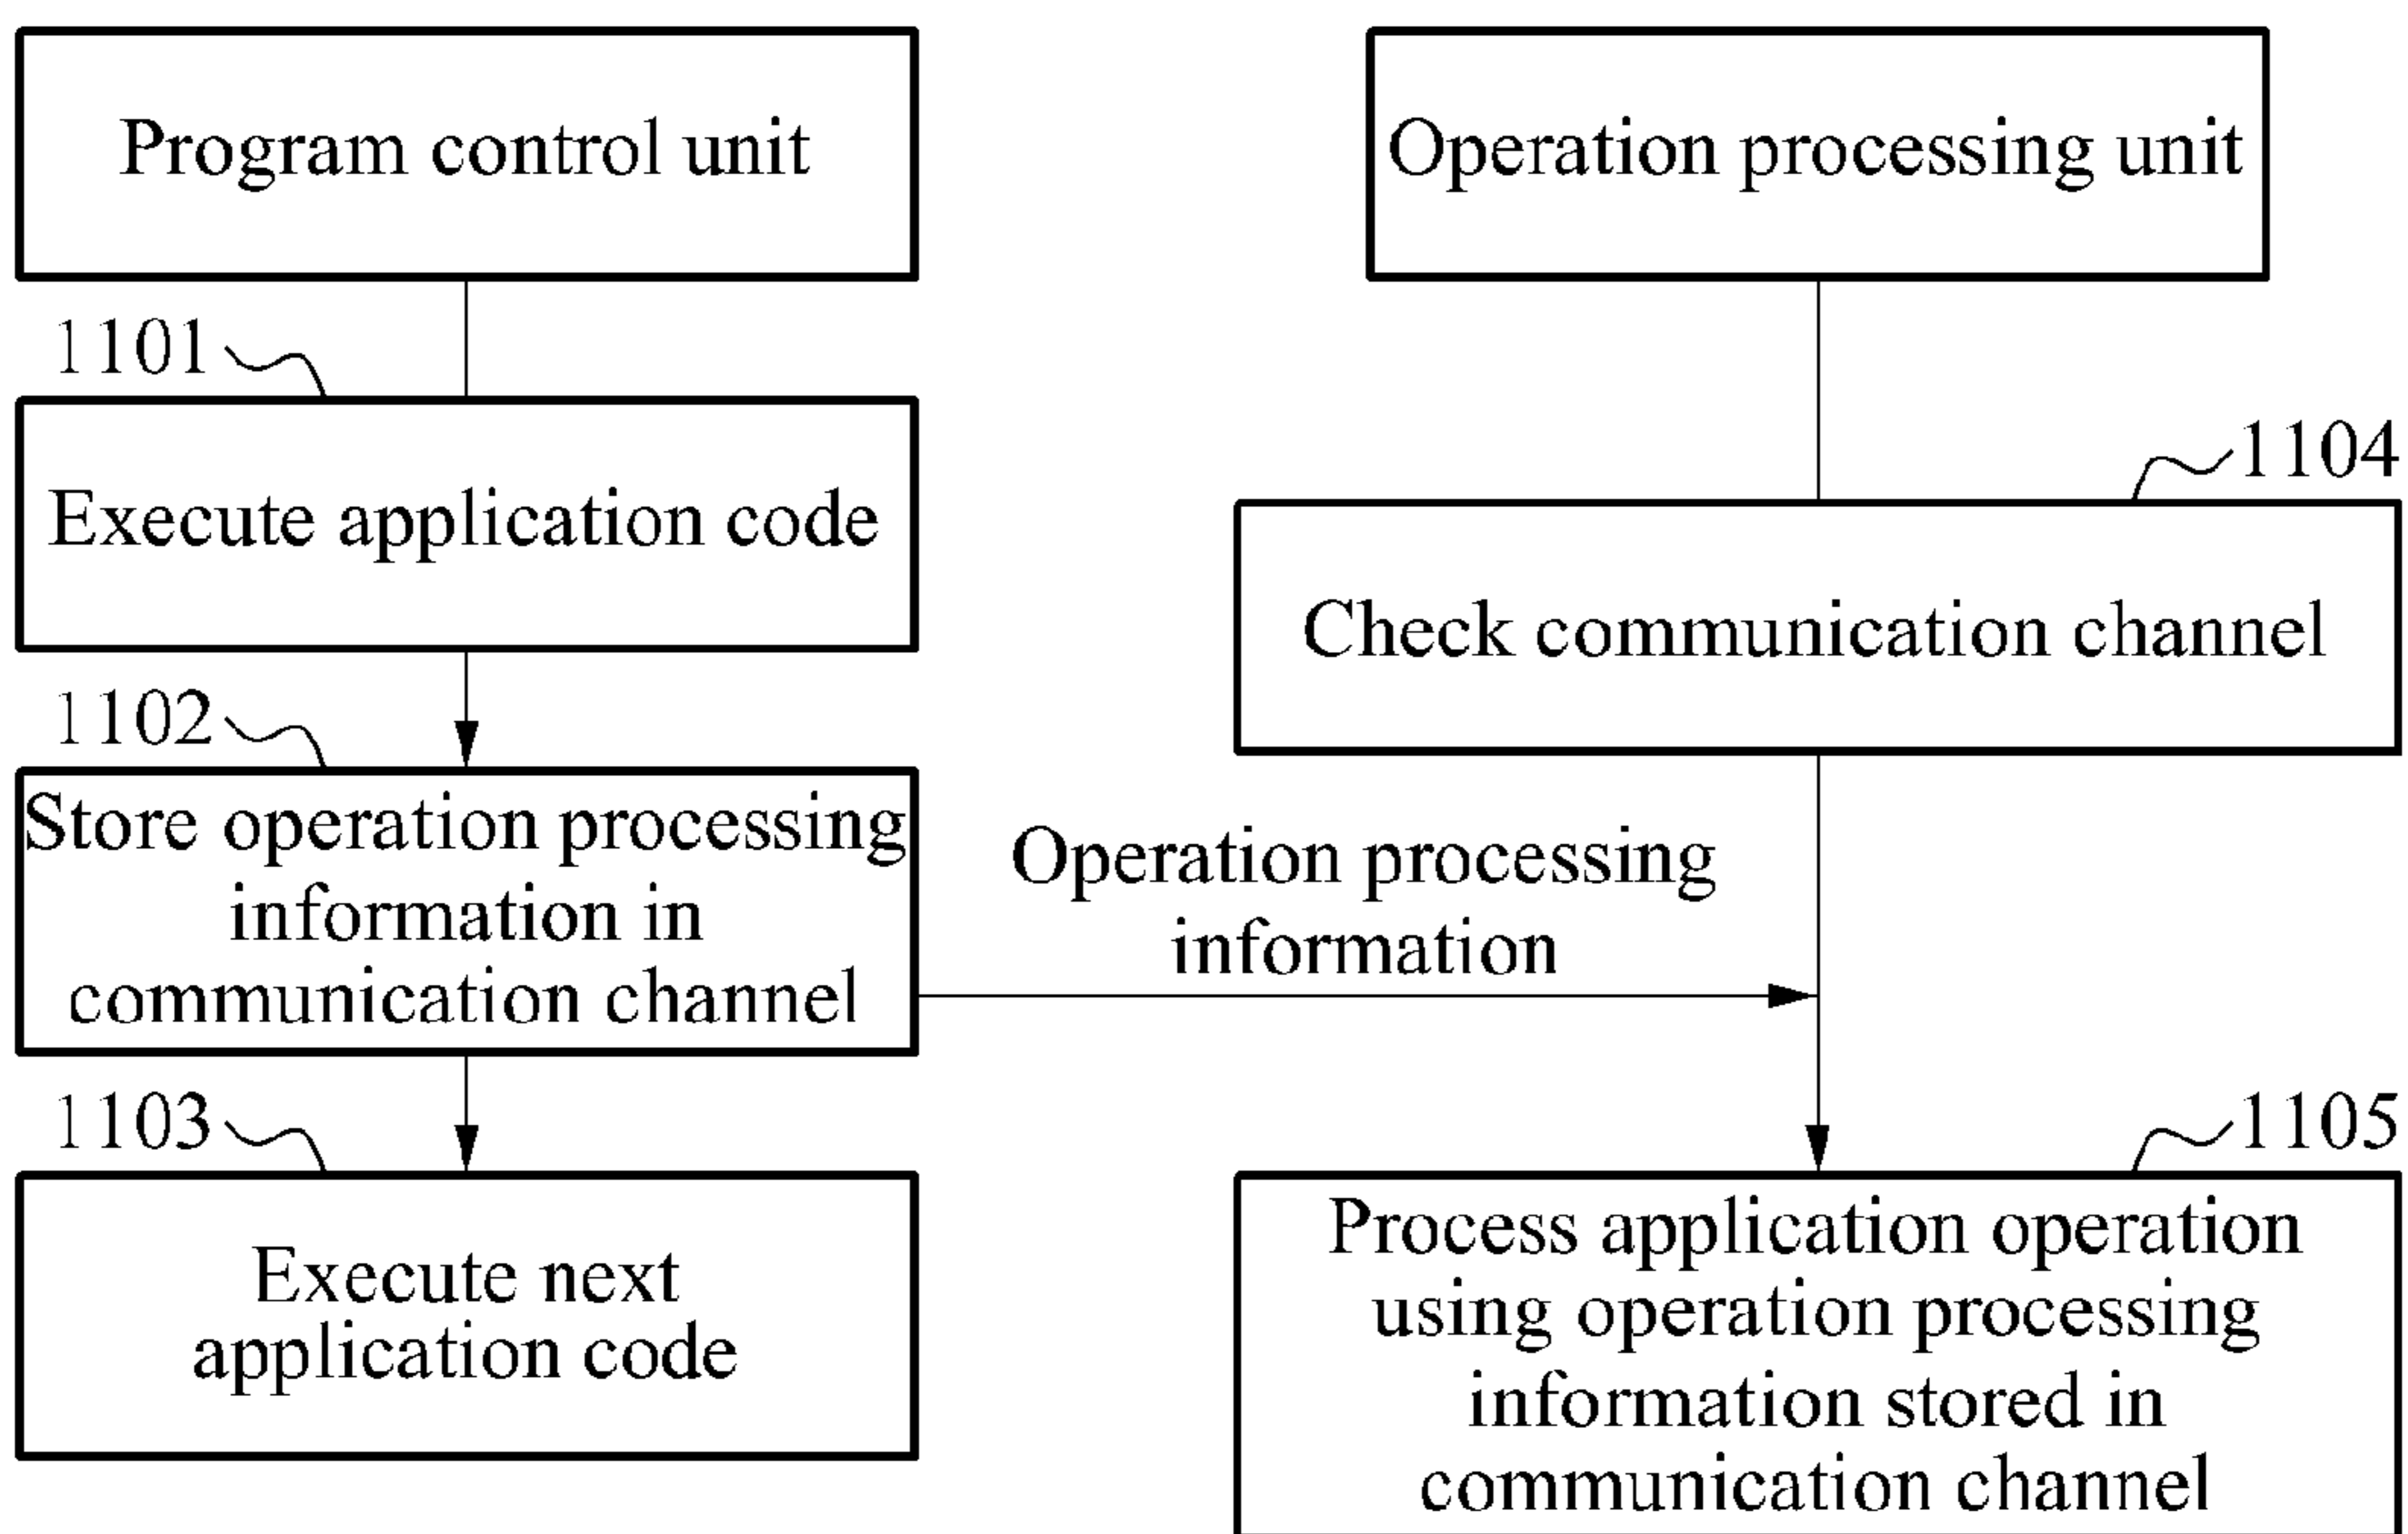 Program control unit
Operation processing unit
1101
Execute application code
1104
Check communication channel
1102
Store operation processing
information in
communication channel
Operation processing
information
1103
Execute next
application code
1105
Process application operation
using operation processing
information stored in
communication channel